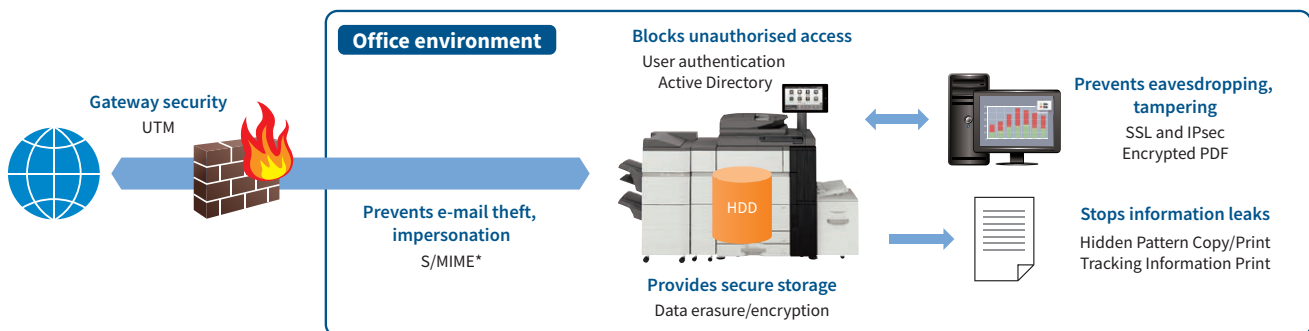 Office environment
Blocks unauthorised access
User authentication
Active Directory
Gateway security
UTM
Prevents eavesdropping,
tampering
SSL and IPsec
Encrypted PDF
Prevents e-mail theft,
impersonation
S/MIME*
HDD
Stops information leaks
Hidden Pattern Copy/Print
Tracking Information Print
Provides secure storage
Data erasure/encryption